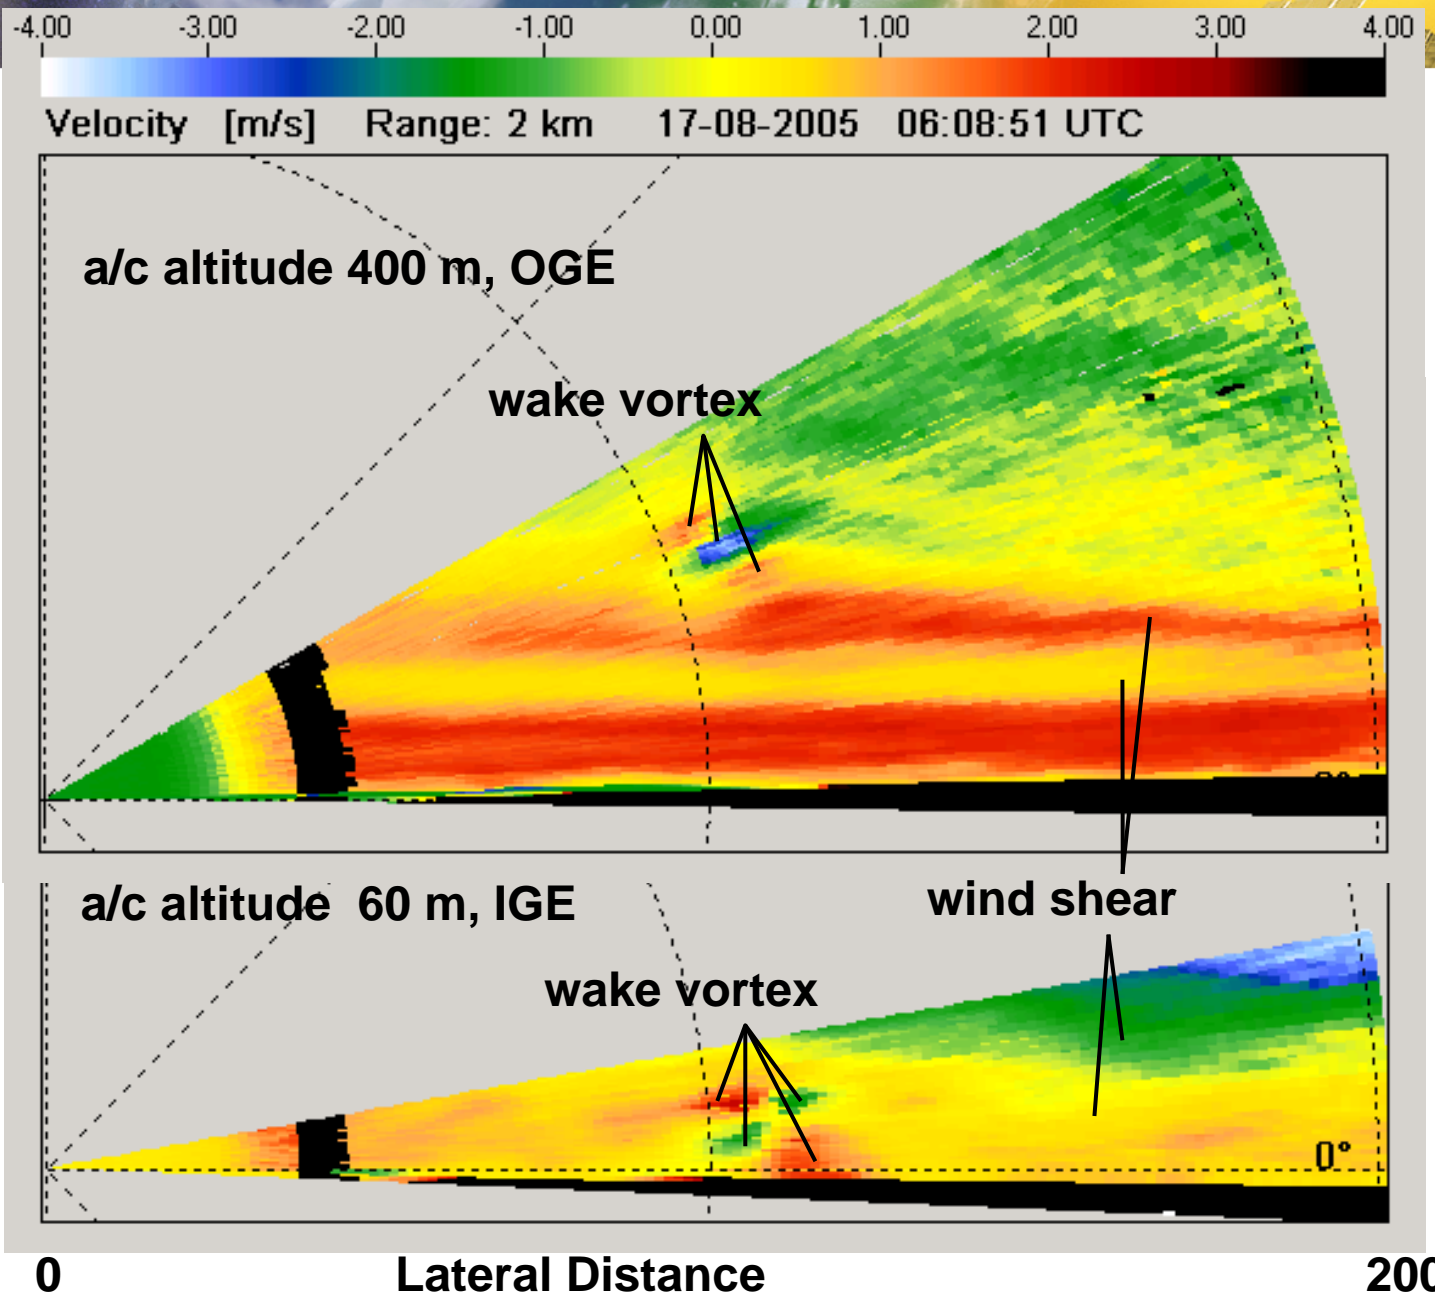 -4.00 -3.00 -2.00 -1.00 0.00 1.00 2.00 3.00 4.00
Velocity [m/s] Range: 2 km 17-08-2005 06:08:51 UTC
a/c altitude 400 m, OGE
wake vortex
a/c altitude 60 m, IGE
wind shear
wake vortex
0°
0 Lateral Distance 200